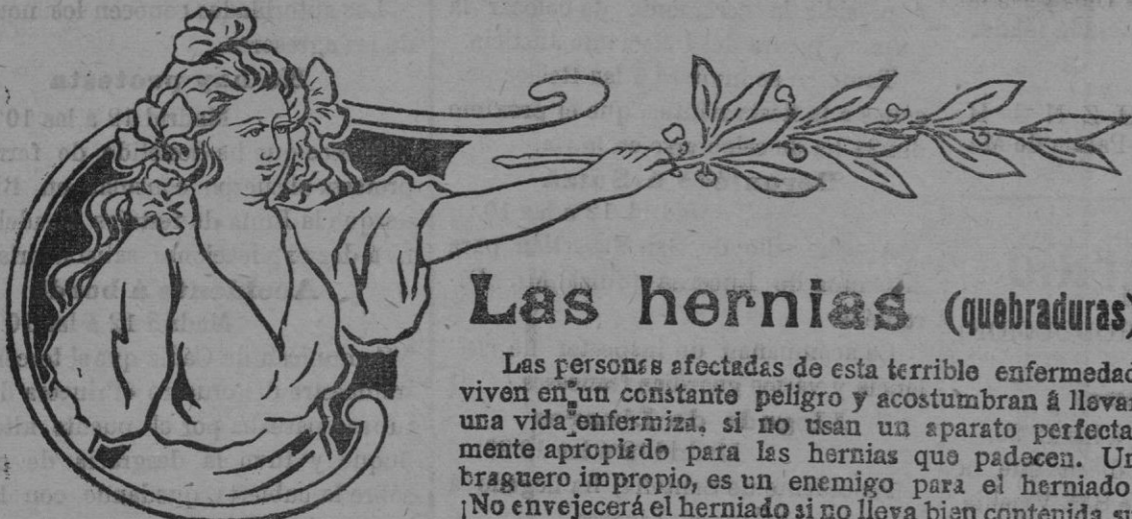 Las hernias (quebraduras)
Las personas afectadas de esta terrible enfermedad
viven en un constante peligro y acostumbran á llevar
una vida enfermiza, si no usan un aparato perfecta-
mente apropiado para las hernias que padecen. Un
braguero impropio, es un enemigo para el herniado
¡No envejecerá el herniado si no lleva bien contenida su